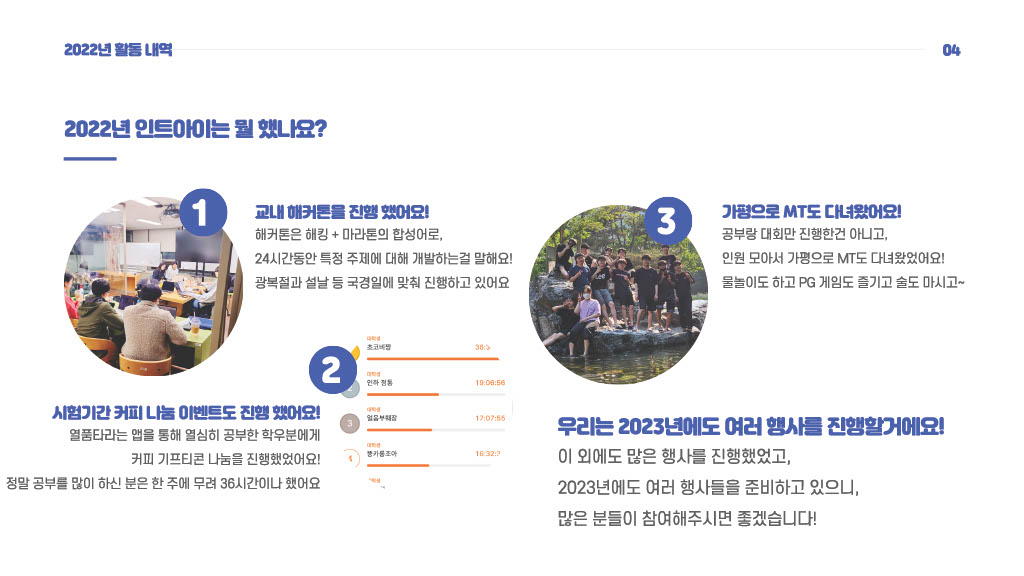 2022년 활동 내역
04
2022년 인트아이는 뭘 했나요?
1
교내 해커톤을 진행 했어요!
해커톤은 해킹 + 마라톤의 합성어로,
24시간동안 특정 주제에 대해 개발하는걸 말해요!
광복절과 설날 등 국경일에 맞춰 진행하고 있어요
2
시험기간 커피 나눔 이벤트도 진행 했어요!
열품타라는 앱을 통해 열심히 공부한 학우분에게
커피 기프티콘 나눔을 진행했었어요!
정말 공부를 많이 하신 분은 한 주에 무려 36시간이나 했어요
대학생
초코비짱
대학생
인하 정통
19:06:56
대학생
3
얼음부훼장
17:07:55
대학생
빵카롱조아
16:32:
3
가평으로 MT도 다녀왔어요!
공부랑 대회만 진행한건 아니고,
인원 모아서 가평으로 MT도 다녀왔었어요!
물놀이도 하고 PG 게임도 즐기고 술도 마시고~
우리는 2023년에도 여러 행사를 진행할거에요!
이 외에도 많은 행사를 진행했었고,
2023년에도 여러 행사들을 준비하고 있으니,
많은 분들이 참여해주시면 좋겠습니다!